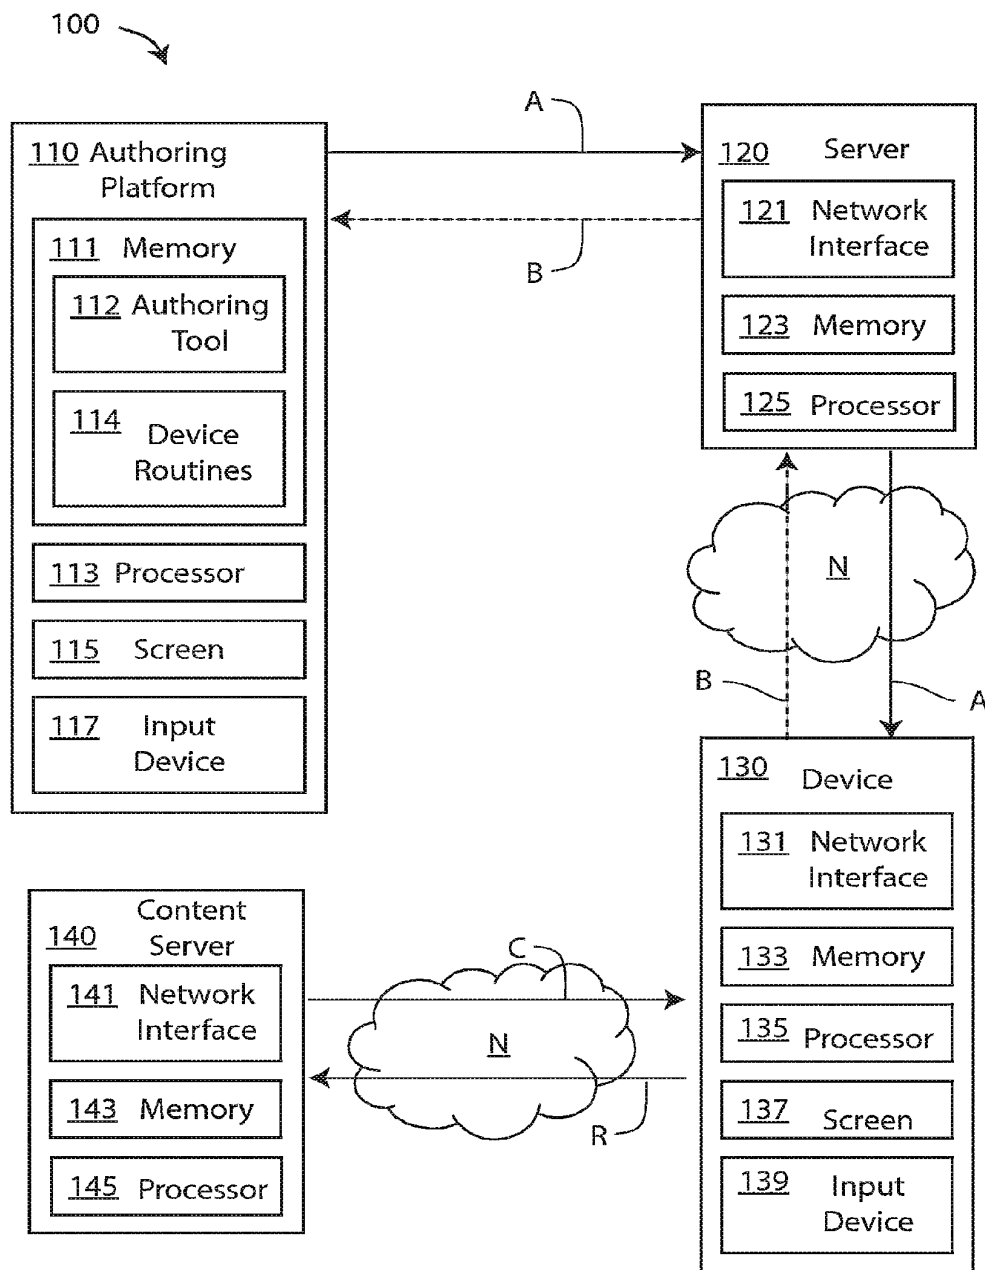 100
A
110 Authoring
Platform
111 Memory
112 Authoring
Tool
114 Device
Routines
113 Processor
115 Screen
117 Input
Device
B
120 Server
121 Network
Interface
123 Memory
125 Processor
N
B
A
130 Device
131 Network
Interface
133 Memory
135 Processor
137 Screen
139 Input
Device
140 Content
Server
141 Network
Interface
143 Memory
145 Processor
C
N
R